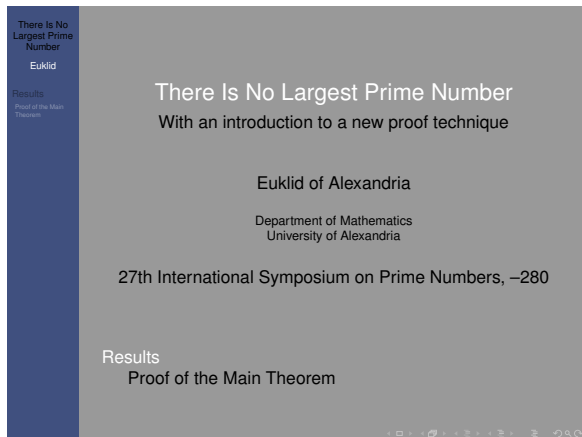 There Is No
Largest Prime
Number
Euklid
Results
Proof of the Main
Theorem
There Is No Largest Prime Number
With an introduction to a new proof technique
Euklid of Alexandria
Department of Mathematics
University of Alexandria
27th International Symposium on Prime Numbers, –280
Results
Proof of the Main Theorem